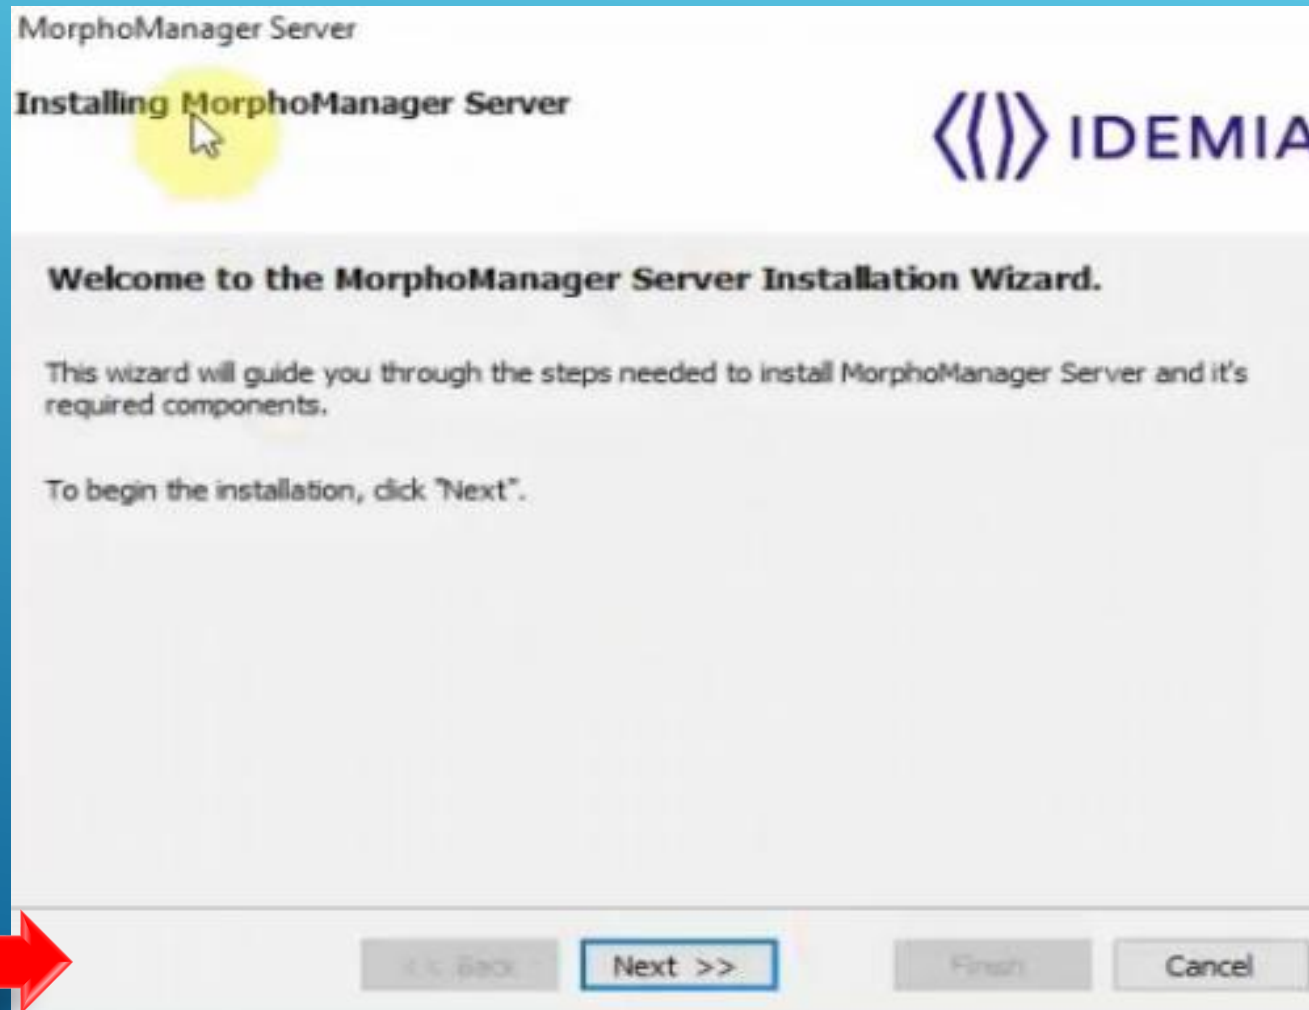 MorphoManager Server
Installing MorphoManager Server
IDEMIA
Welcome to the MorphoManager Server Installation Wizard.
This wizard will guide you through the steps needed to install MorphoManager Server and it's
required components.
To begin the installation, click "Next".
<< Back Next >> Finish Cancel